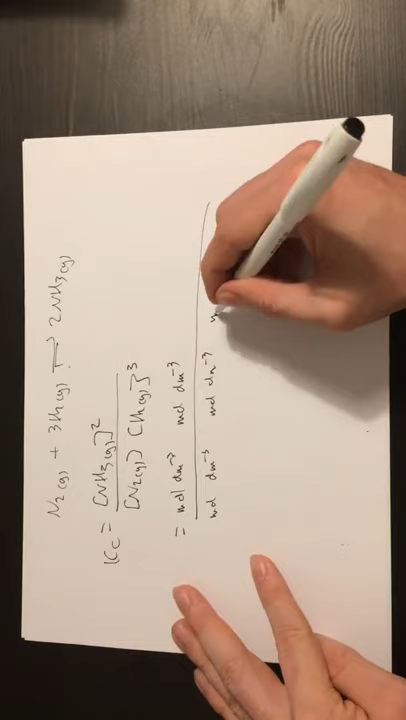 N₂(g) + 3H₂(g) ⇌ 2NH₃(g)
Kc = [NH₃(g)]²
[N₂(g)] [H₂(g)]³
= mol dm⁻³ mol dm⁻³
mol dm⁻³ mol dm⁻³ m